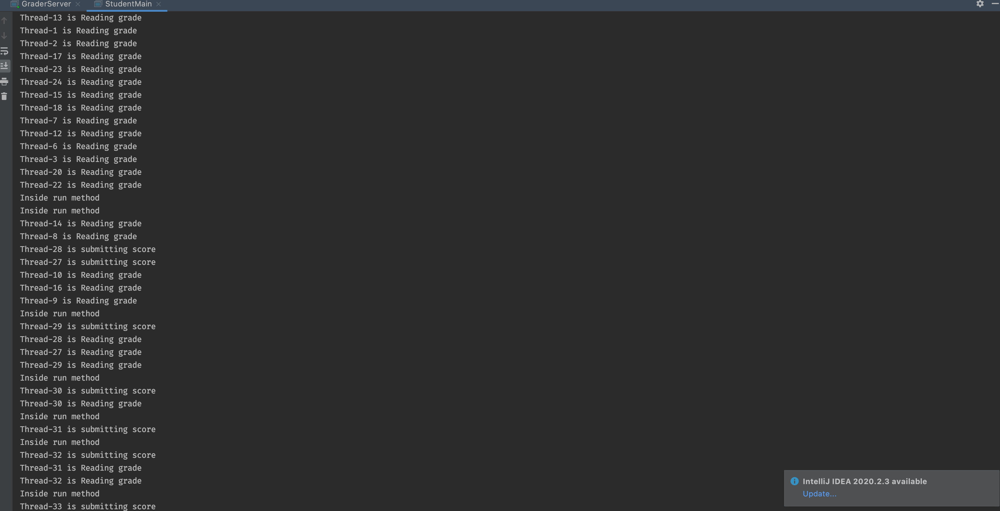 GraderServer StudentMain
Thread-13 is Reading grade
Thread-1 is Reading grade
Thread-2 is Reading grade
Thread-17 is Reading grade
Thread-23 is Reading grade
Thread-24 is Reading grade
Thread-15 is Reading grade
Thread-18 is Reading grade
Thread-7 is Reading grade
Thread-12 is Reading grade
Thread-6 is Reading grade
Thread-3 is Reading grade
Thread-20 is Reading grade
Thread-22 is Reading grade
Inside run method
Inside run method
Thread-14 is Reading grade
Thread-8 is Reading grade
Thread-28 is submitting score
Thread-27 is submitting score
Thread-10 is Reading grade
Thread-16 is Reading grade
Thread-9 is Reading grade
Inside run method
Thread-29 is submitting score
Thread-28 is Reading grade
Thread-27 is Reading grade
Thread-29 is Reading grade
Inside run method
Thread-30 is submitting score
Thread-30 is Reading grade
Inside run method
Thread-31 is submitting score
Inside run method
Thread-32 is submitting score
Thread-31 is Reading grade
Thread-32 is Reading grade
Inside run method
Thread-33 is submitting score
IntelliJ IDEA 2020.2.3 available
Update...